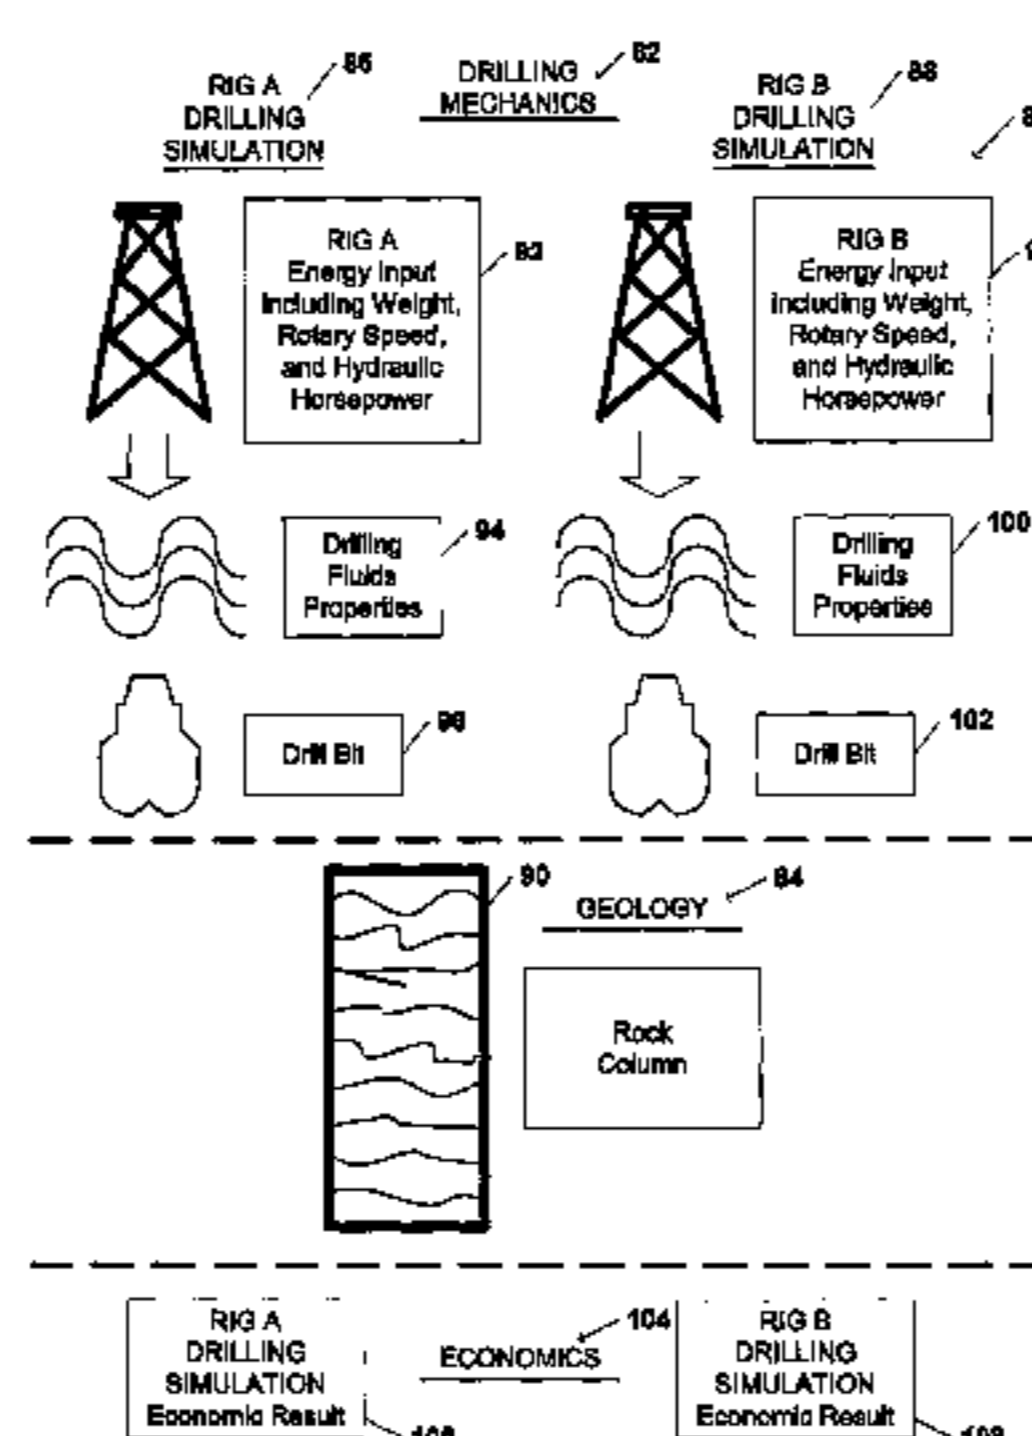 RIG A
DRILLING
SIMULATION
DRILLING
MECHANICS
82
RIG B
DRILLING
SIMULATION
88
RIG A
Energy Input
Including Weight,
Rotary Speed,
and Hydraulic
Horsepower
RIG B
Energy Input
including Weight,
Rotary Speed,
and Hydraulic
Horsepower
Drilling
Fluids
Properties
94
Drilling
Fluids
Properties
100
Drill Bit
Drill Bit
102
90
GEOLOGY
84
Rock
Column
RIG A
DRILLING
SIMULATION
Economic Result
ECONOMICS
104
RIG B
DRILLING
SIMULATION
Economic Result